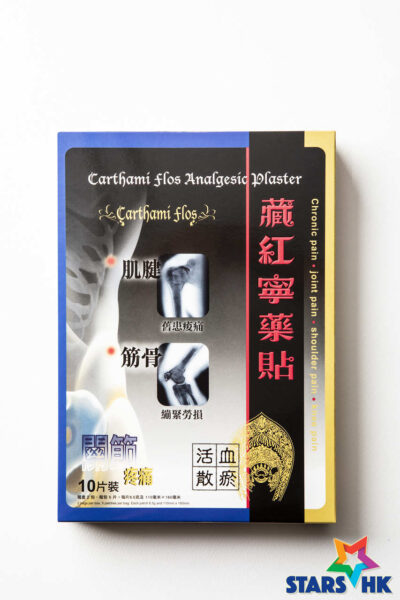 Carthami Flos Analgesic Plaster
Carthami Flos
藏紅寧藥貼
Chronic pain • joint pain • shoulder pain •
pain
肌腱
舊患痠痛
筋骨
繃緊勞損
關節
疼痛
活血
散瘀
10片裝
STARS HK